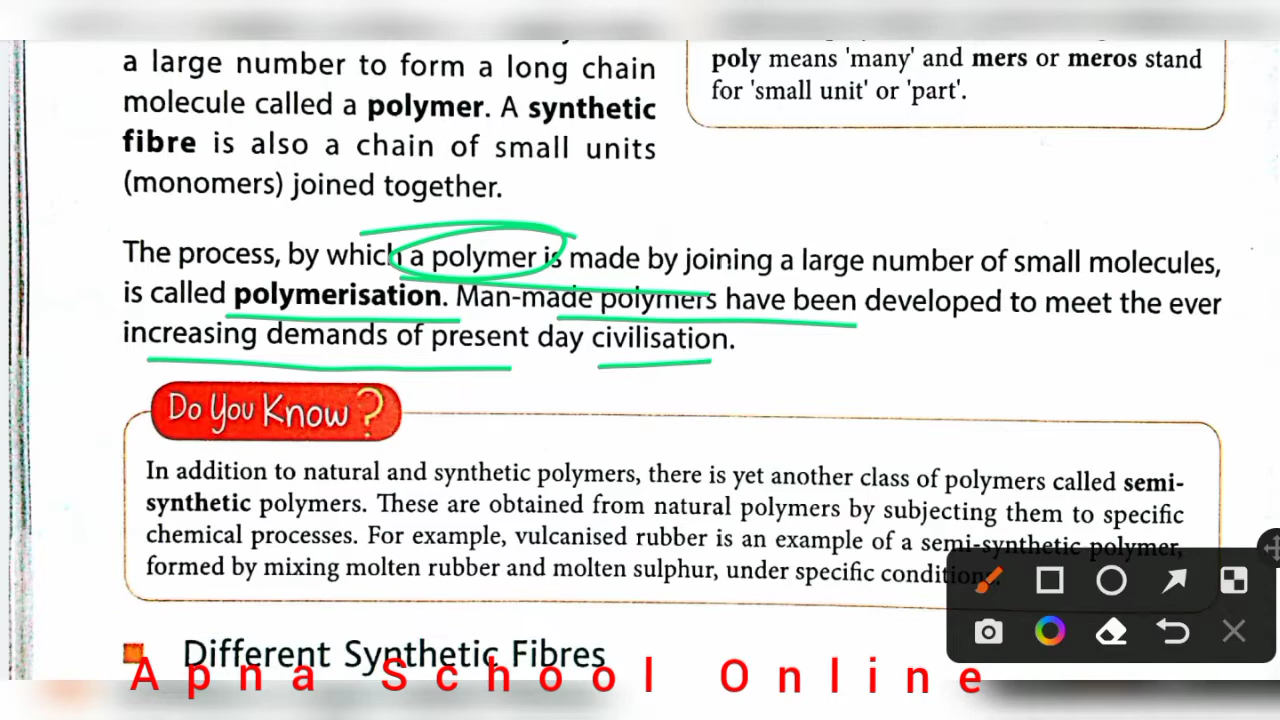 a large number to form a long chain
molecule called a polymer. A synthetic
fibre is also a chain of small units
(monomers) joined together.
poly means 'many' and mers or meros stand
for 'small unit' or 'part'.
The process, by which a polymer is made by joining a large number of small molecules,
is called polymerisation. Man-made polymers have been developed to meet the ever
increasing demands of present day civilisation.
Do You Know?
In addition to natural and synthetic polymers, there is yet another class of polymers called semi-
synthetic polymers. These are obtained from natural polymers by subjecting them to specific
chemical processes. For example, vulcanised rubber is an example of a semi-synthetic polymer,
formed by mixing molten rubber and molten sulphur, under specific conditions.
Different Synthetic Fibres
Apna School Online